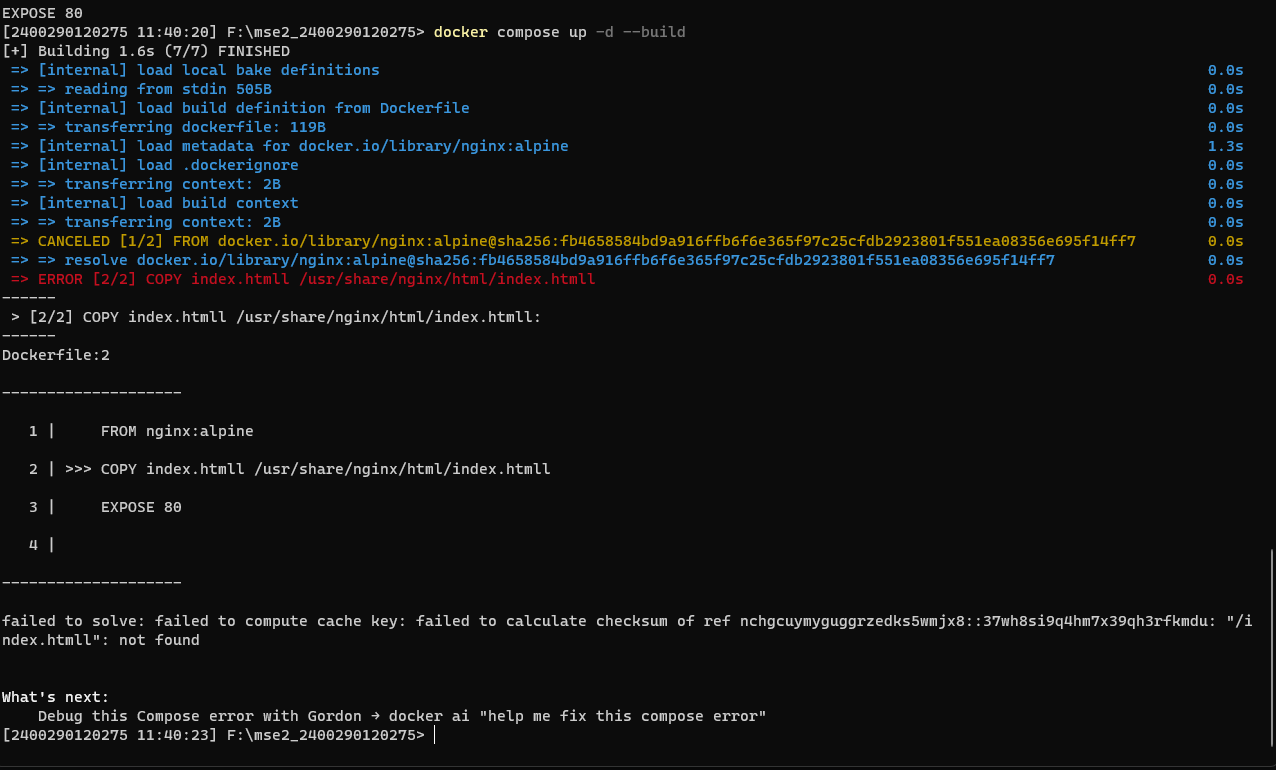 EXPOSE 80
[2400290120275 11:40:20] F:\mse2_2400290120275> docker compose up -d --build
[+] Building 1.6s (7/7) FINISHED
=> [internal] load local bake definitions 0.0s
=> => reading from stdin 505B 0.0s
=> [internal] load build definition from Dockerfile 0.0s
=> => transferring dockerfile: 119B 0.0s
=> [internal] load metadata for docker.io/library/nginx:alpine 1.3s
=> [internal] load .dockerignore 0.0s
=> => transferring context: 2B 0.0s
=> [internal] load build context 0.0s
=> => transferring context: 2B 0.0s
=> CANCELED [1/2] FROM docker.io/library/nginx:alpine@sha256:fb4658584bd9a916ffb6f6e365f97c25cfdb2923801f551ea08356e695f14ff7 0.0s
=> => resolve docker.io/library/nginx:alpine@sha256:fb4658584bd9a916ffb6f6e365f97c25cfdb2923801f551ea08356e695f14ff7 0.0s
=> ERROR [2/2] COPY index.htmll /usr/share/nginx/html/index.htmll 0.0s
------
> [2/2] COPY index.htmll /usr/share/nginx/html/index.htmll:
------
Dockerfile:2
--------------------
1 | FROM nginx:alpine
2 | >>> COPY index.htmll /usr/share/nginx/html/index.htmll
3 | EXPOSE 80
4 |
--------------------
failed to solve: failed to compute cache key: failed to calculate checksum of ref nchgcuymyguggrzedks5wmjx8::37wh8si9q4hm7x39qh3rfkmdu: "/i
ndex.htmll": not found
What's next:
Debug this Compose error with Gordon → docker ai "help me fix this compose error"
[2400290120275 11:40:23] F:\mse2_2400290120275>